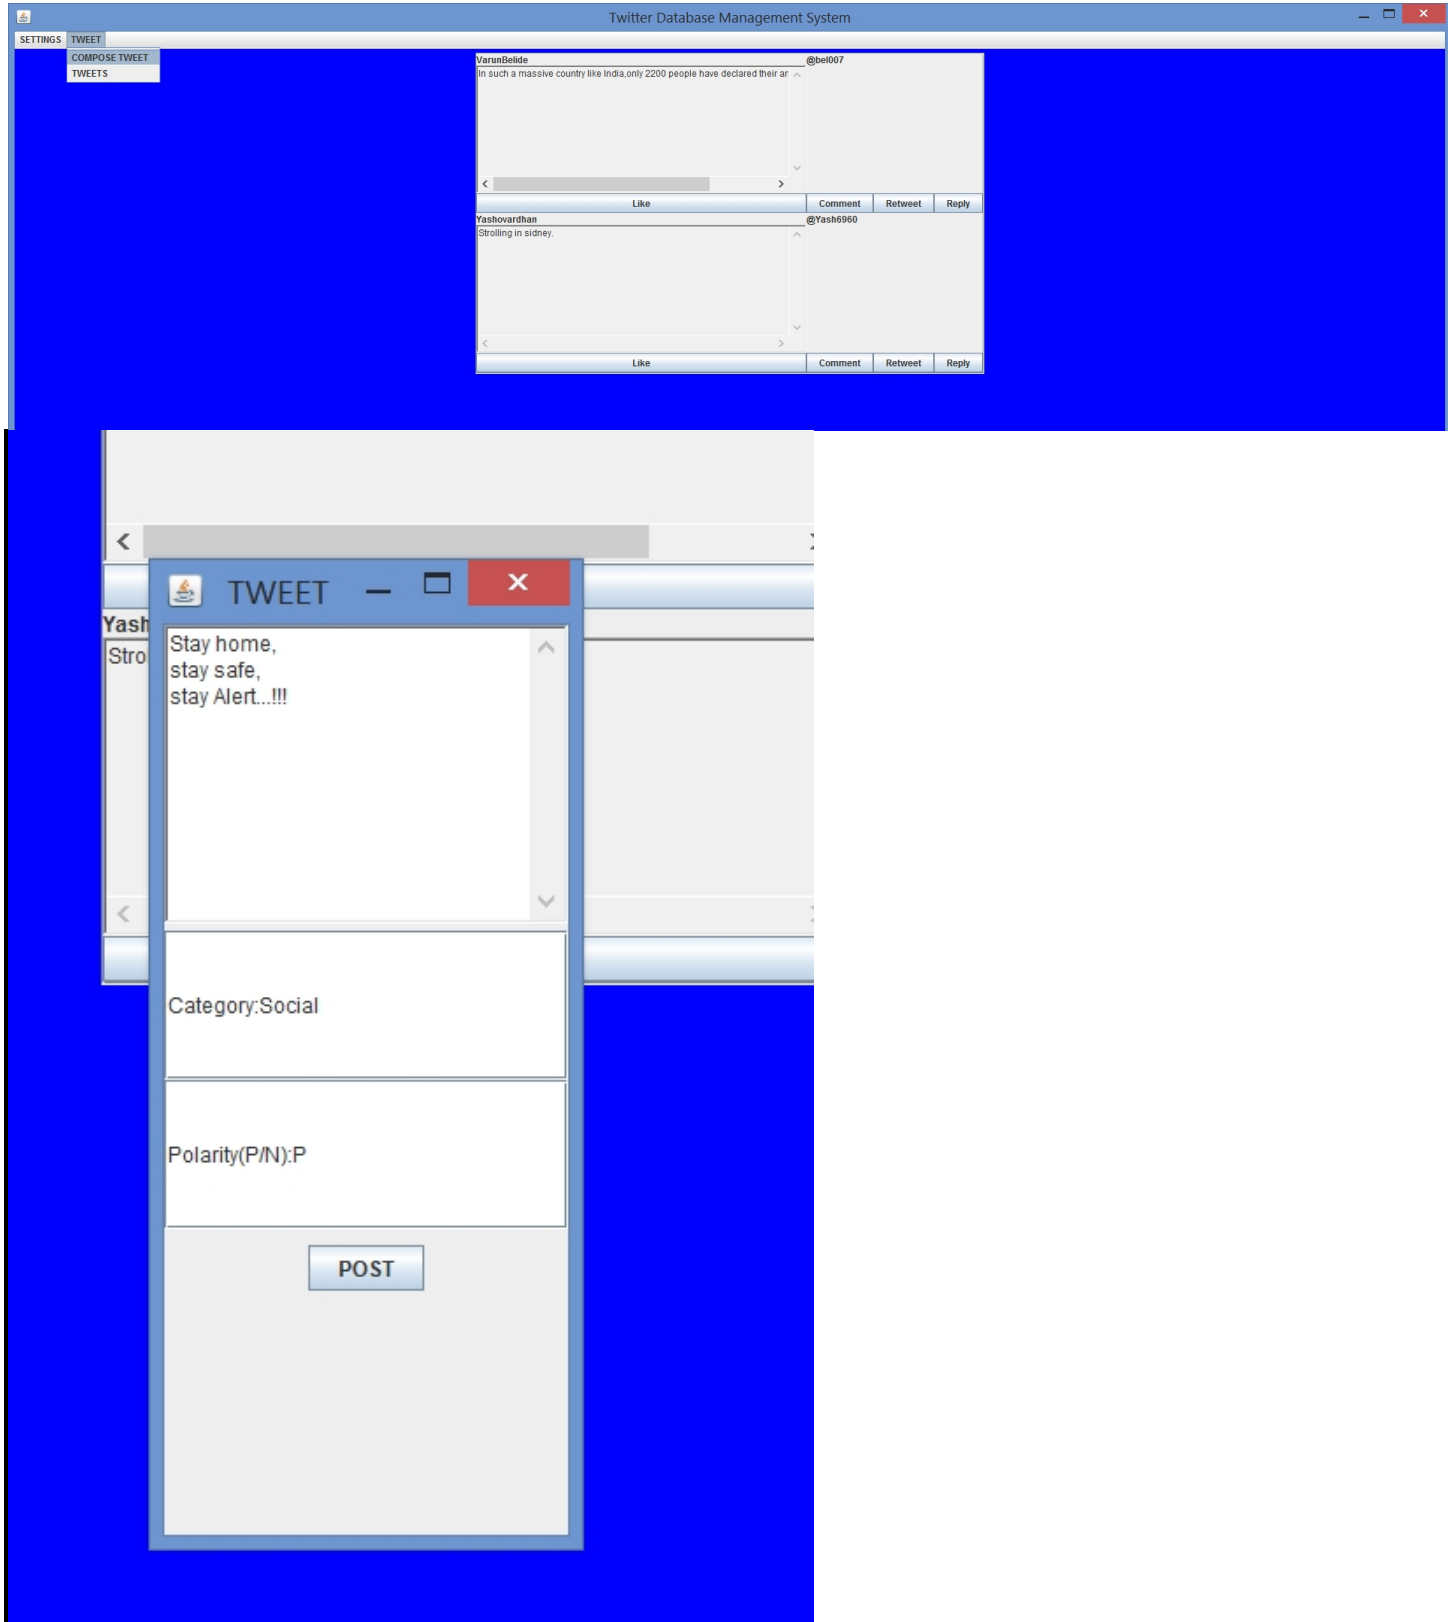 Twitter Database Management System
SETTINGS TWEET
COMPOSE TWEET
TWEETS
VarunBelide @bel007
In such a massive country like India,only 2200 people have declared their ar
Like Comment Retweet Reply
Yashovardhan @Yash6960
Strolling in sidney.
Like Comment Retweet Reply
Yash
Stro
TWEET
Stay home,
stay safe,
stay Alert...!!!
Category:Social
Polarity(P/N):P
POST